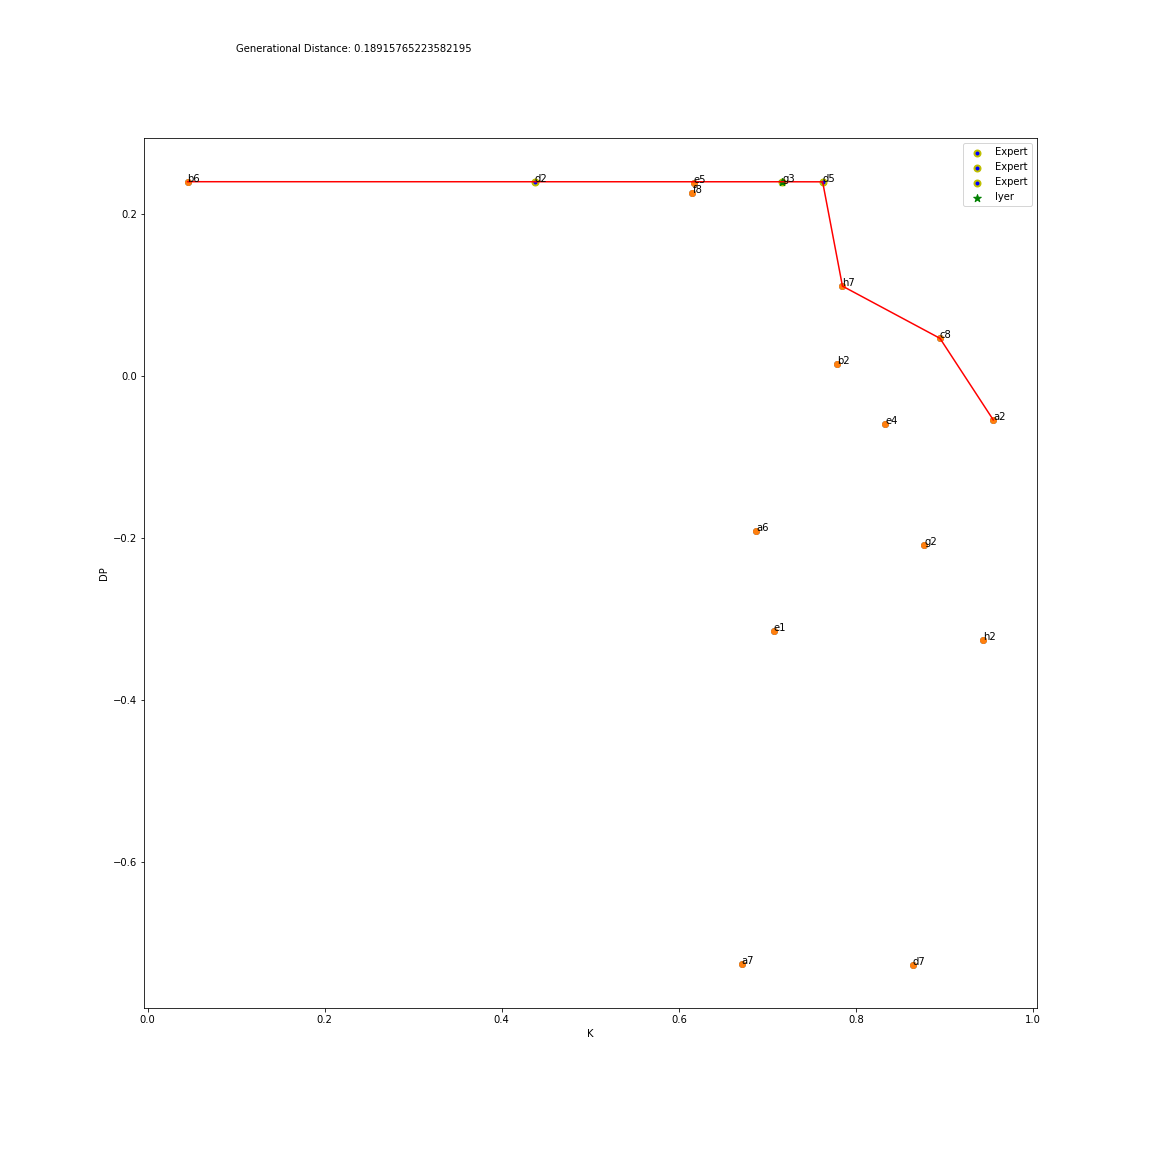 Generational Distance: 0.18915765223582195
Expert
Expert
Expert
Iyer
b6
d2
e5
g3
d5
f8
h7
c8
b2
a2
e4
a6
g2
e1
h2
a7
d7
0.2
0.0
−0.2
−0.4
−0.6
DP
0.0
0.2
0.4
0.6
0.8
1.0
K